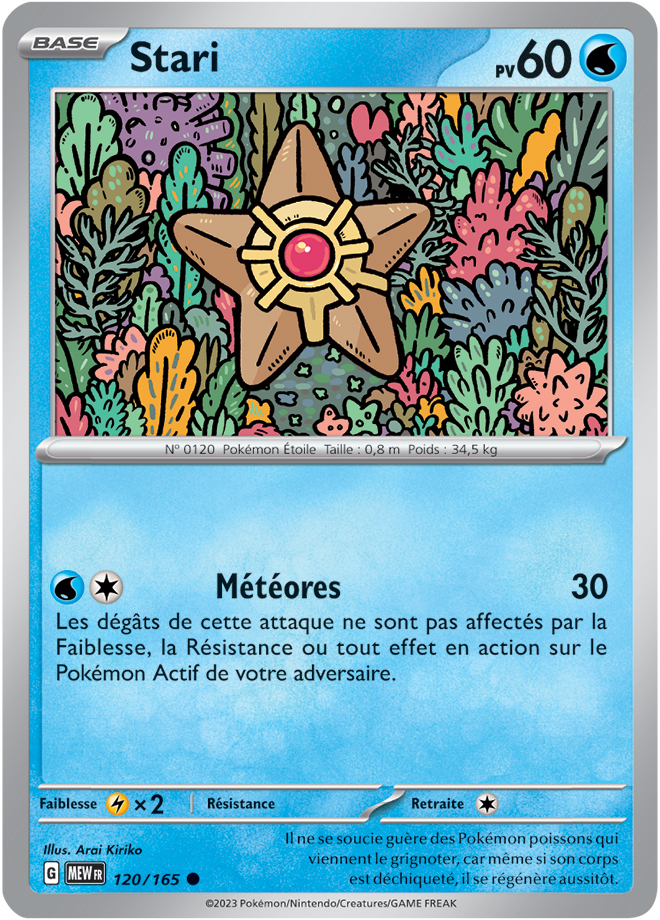 BASE
Stari
PV 60
Nº 0120 Pokémon Étoile Taille : 0,8 m Poids : 34,5 kg
Météores 30
Les dégâts de cette attaque ne sont pas affectés par la
Faiblesse, la Résistance ou tout effet en action sur le
Pokémon Actif de votre adversaire.
Faiblesse ×2 Résistance Retraite
Illus. Arai Kiriko
Il ne se soucie guère des Pokémon poissons qui
viennent le grignoter, car même si son corps
est déchiqueté, il se régénère aussitôt.
G MEW FR 120/165
©2023 Pokémon/Nintendo/Creatures/GAME FREAK